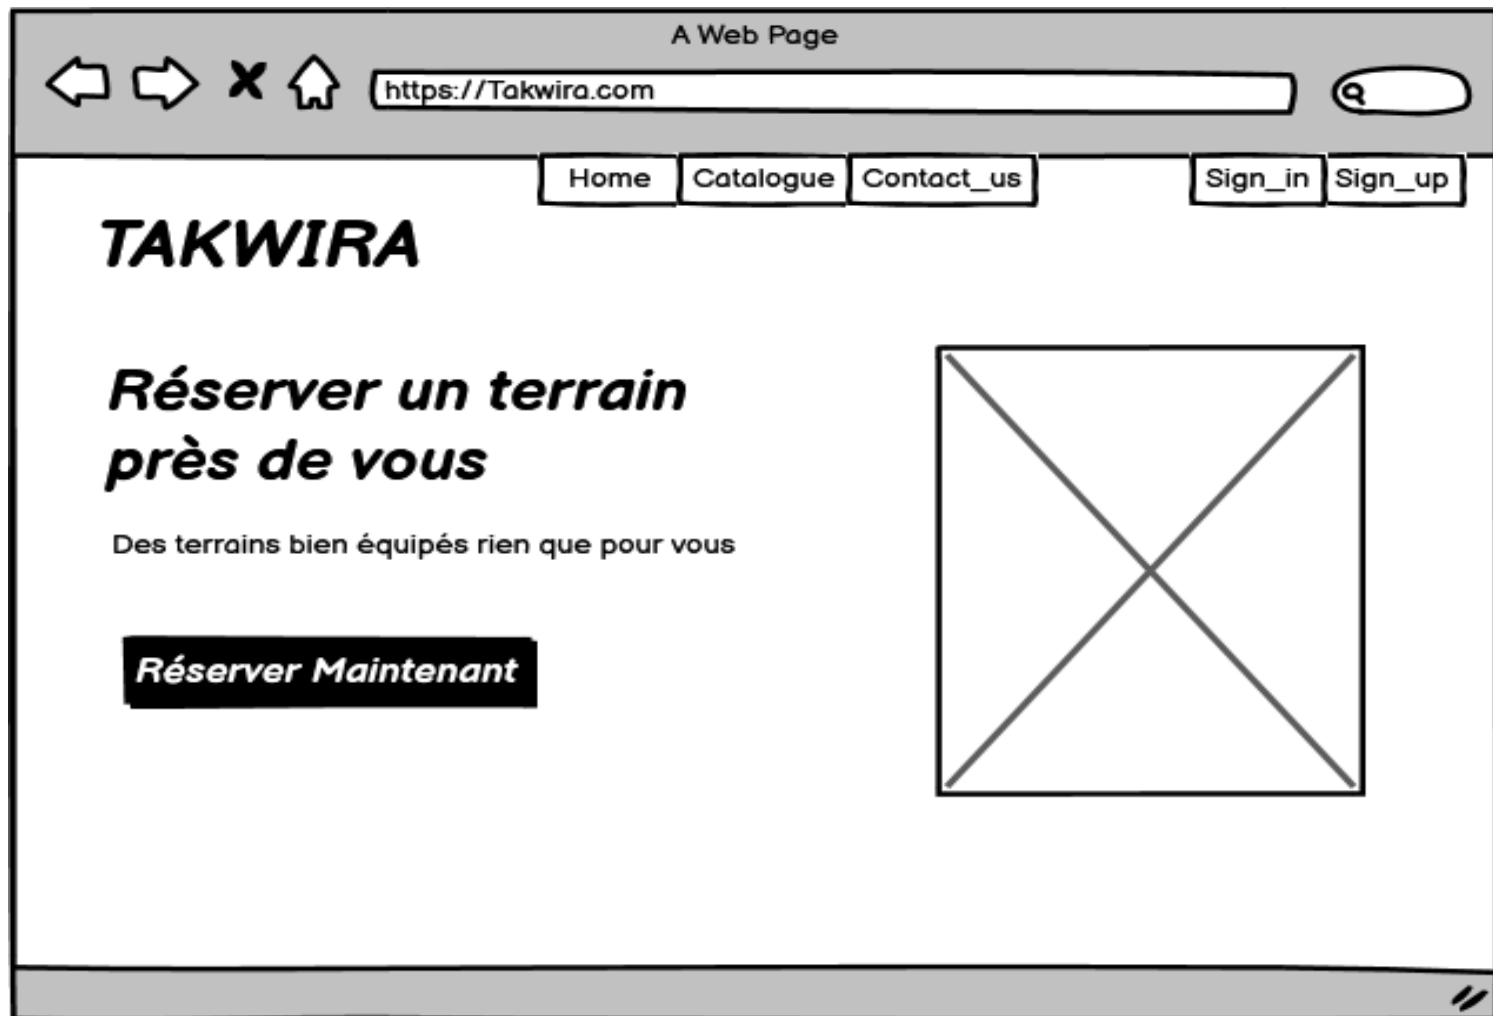 A Web Page
https://Takwira.com
Home Catalogue Contact_us Sign_in Sign_up
TAKWIRA
Réserver un terrain
près de vous
Des terrains bien équipés rien que pour vous
Réserver Maintenant